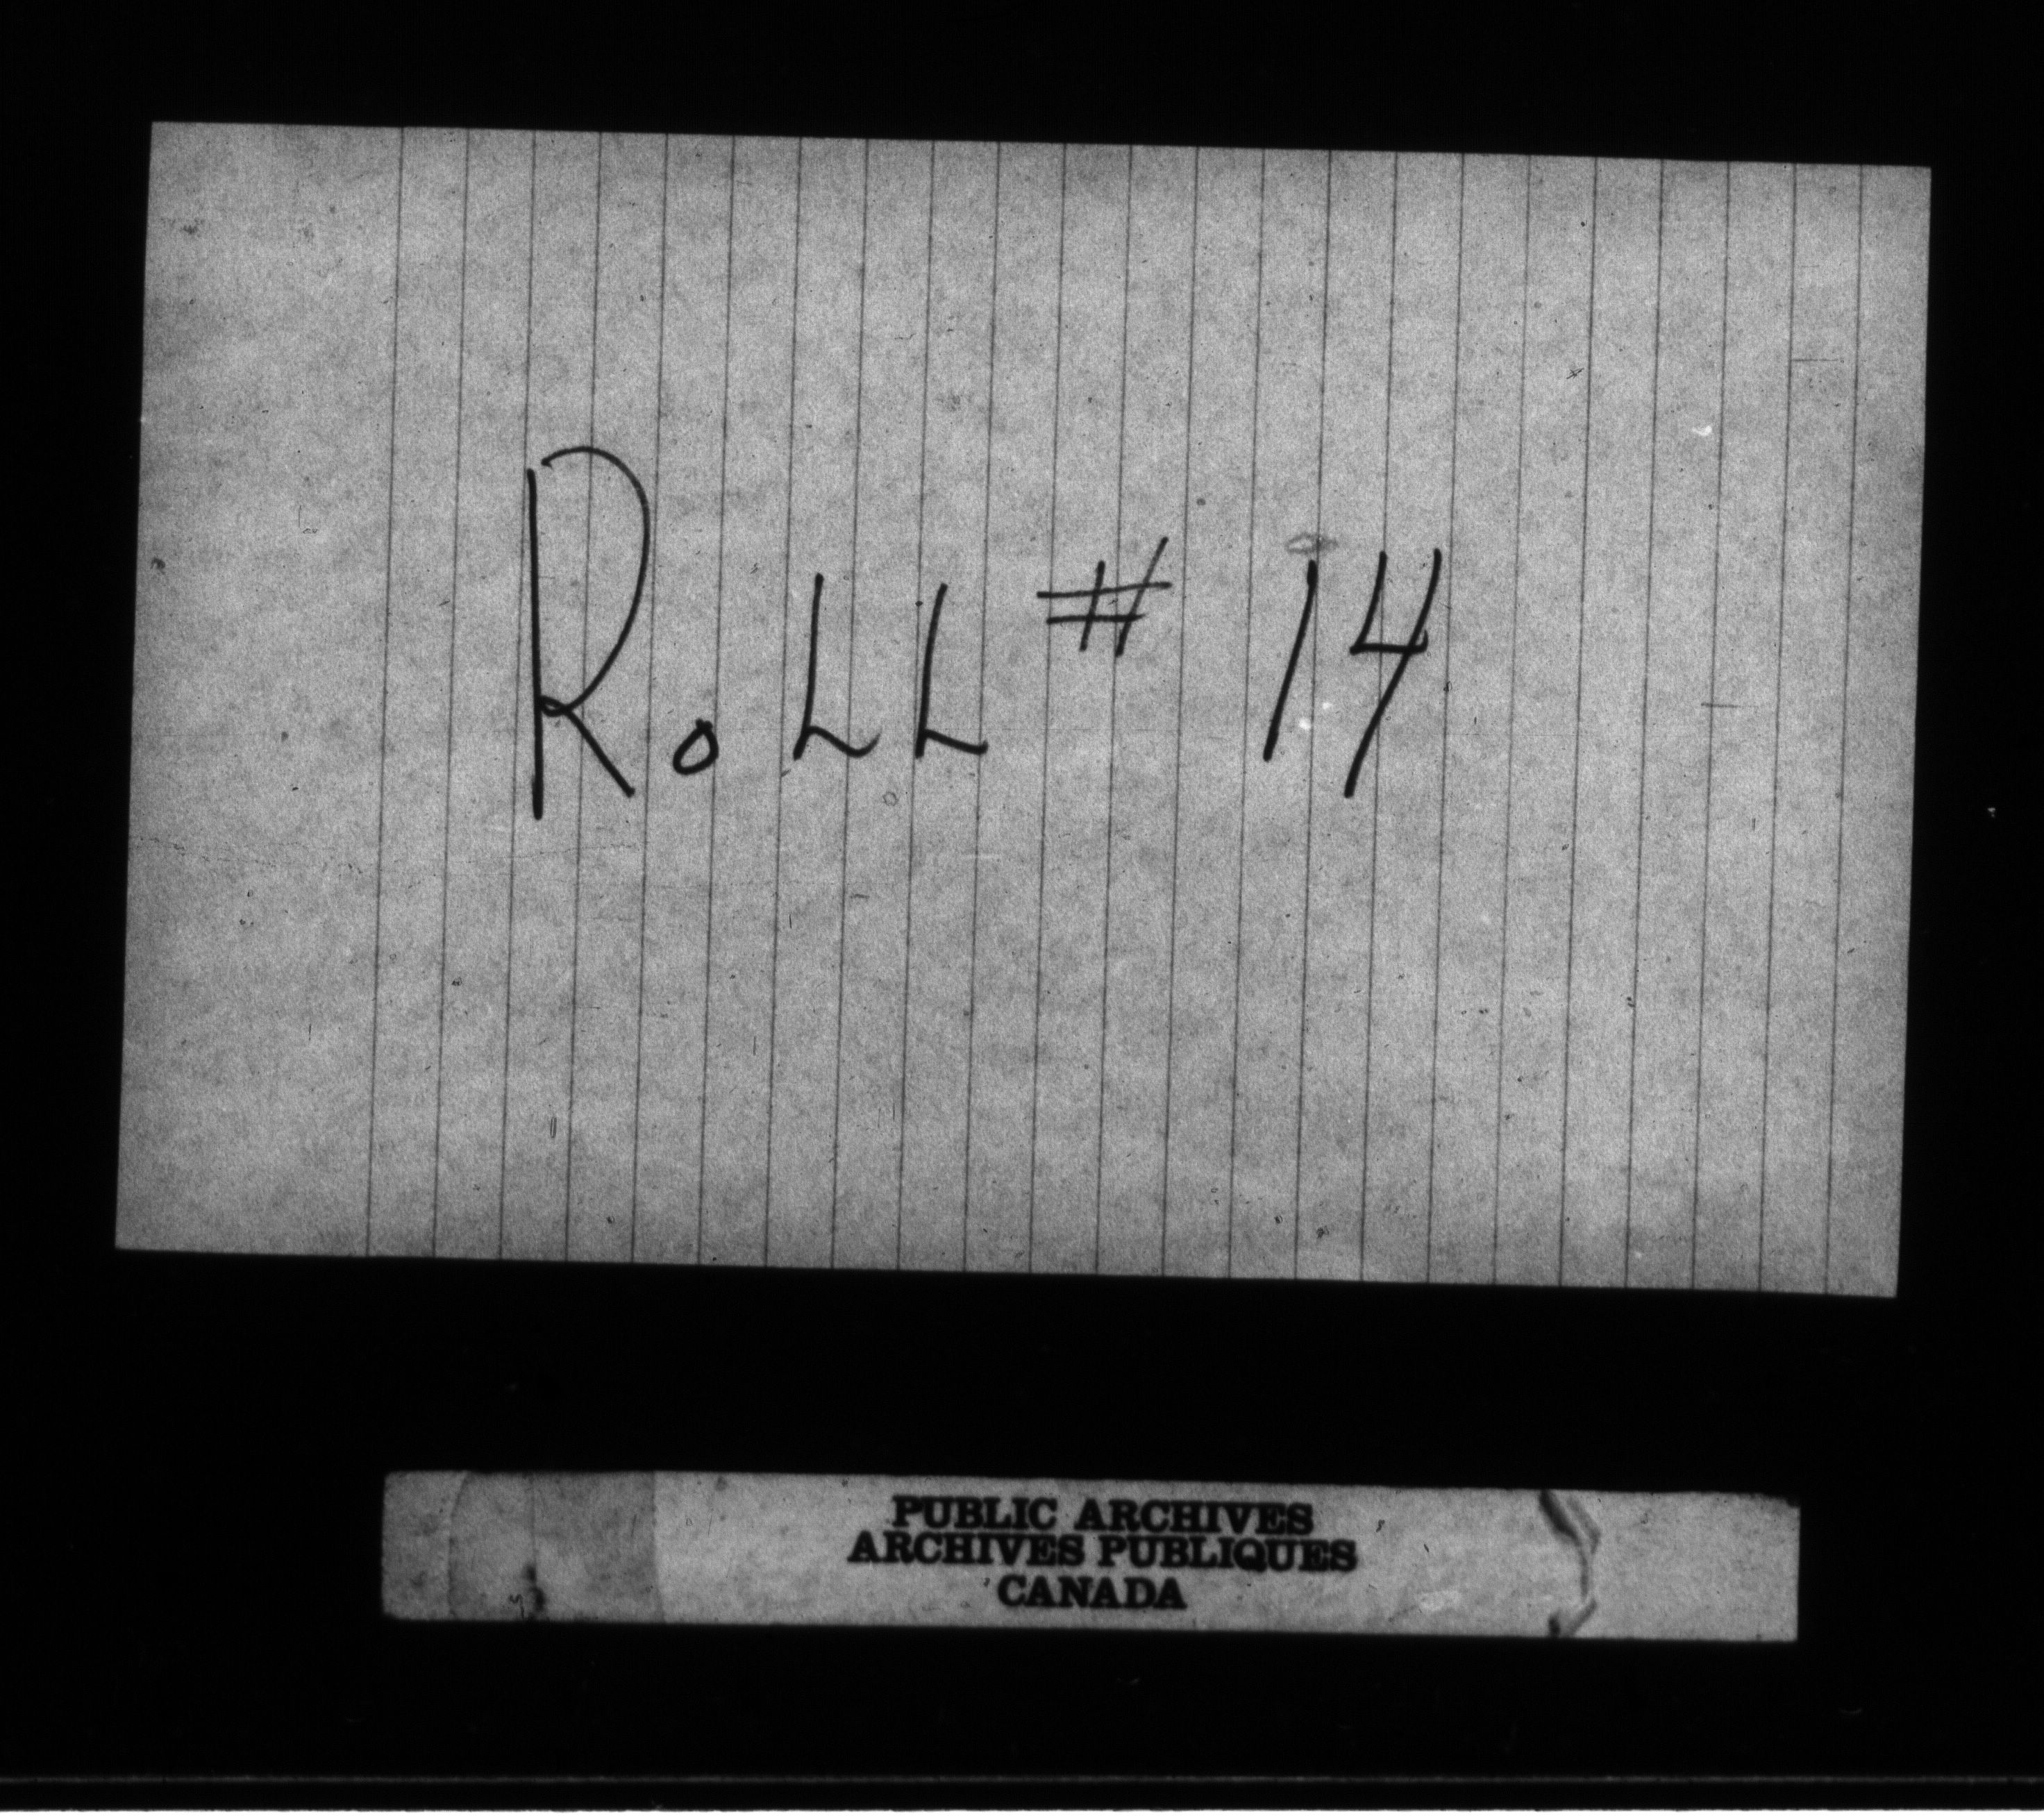 RoLL # 14
PUBLIC ARCHIVES
ARCHIVES PUBLIQUES
CANADA